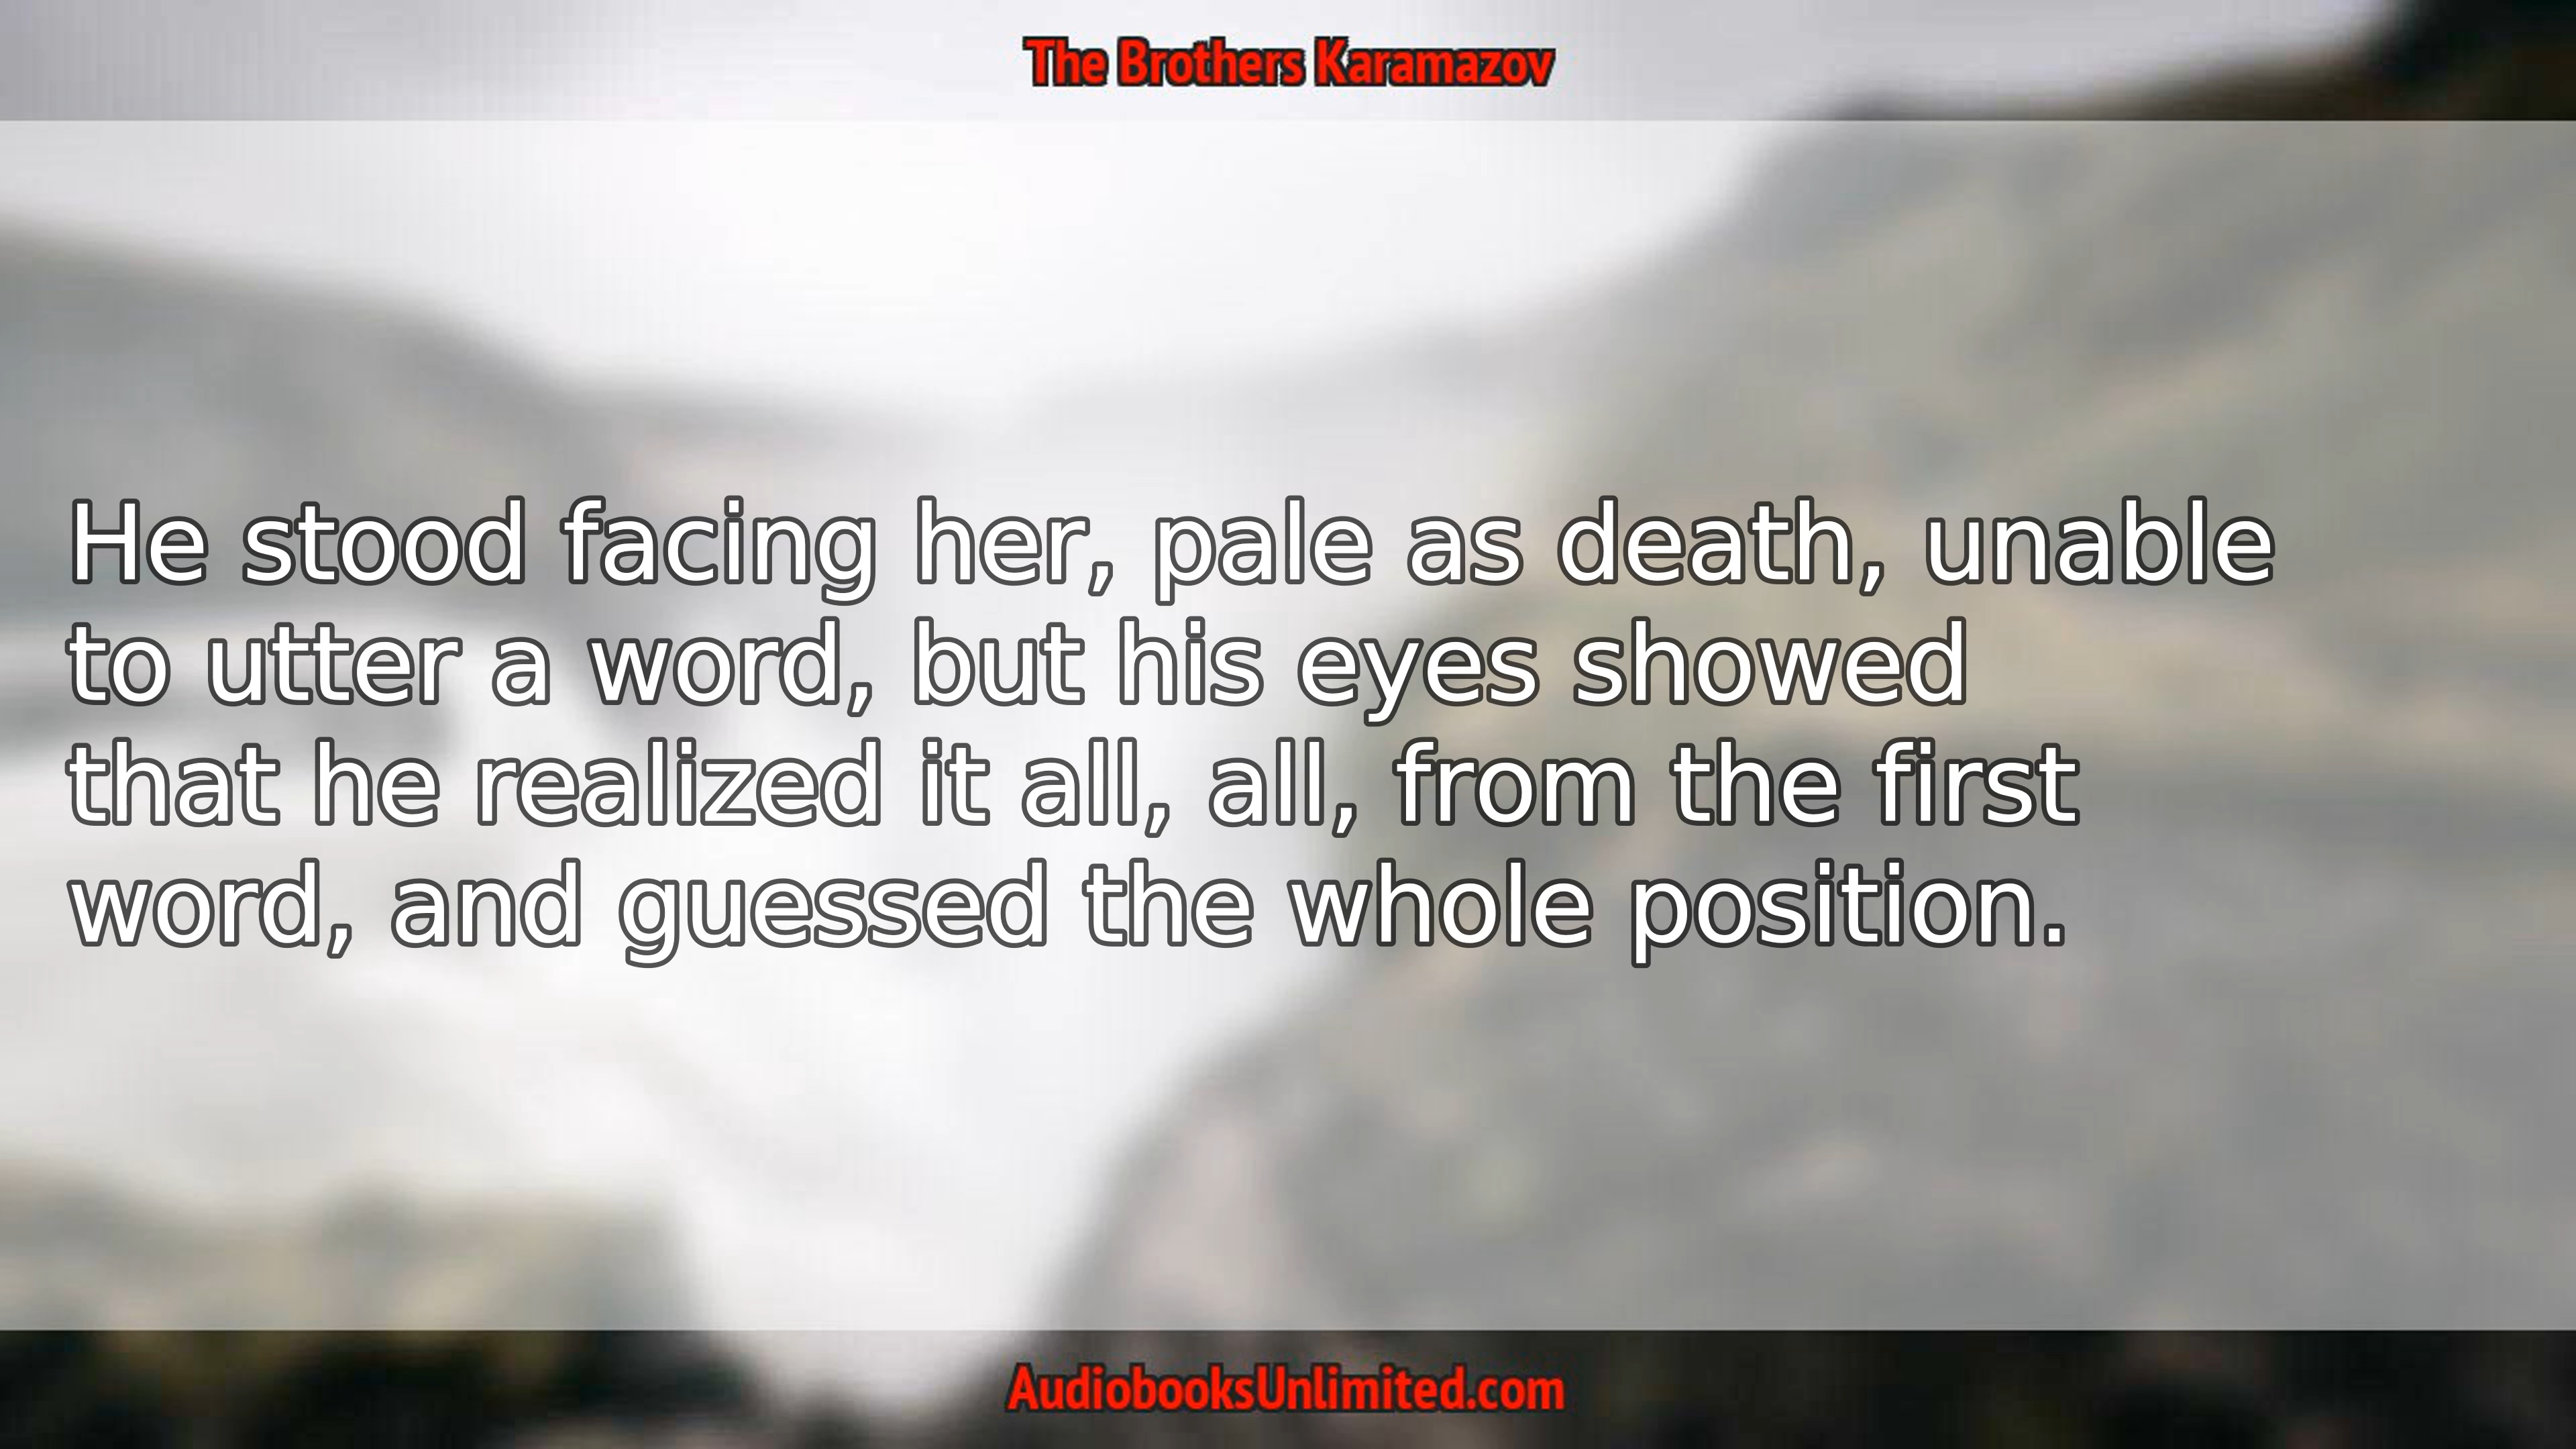 The Brothers Karamazov
He stood facing her, pale as death, unable
to utter a word, but his eyes showed
that he realized it all, all, from the first
word, and guessed the whole position.
AudiobooksUnlimited.com